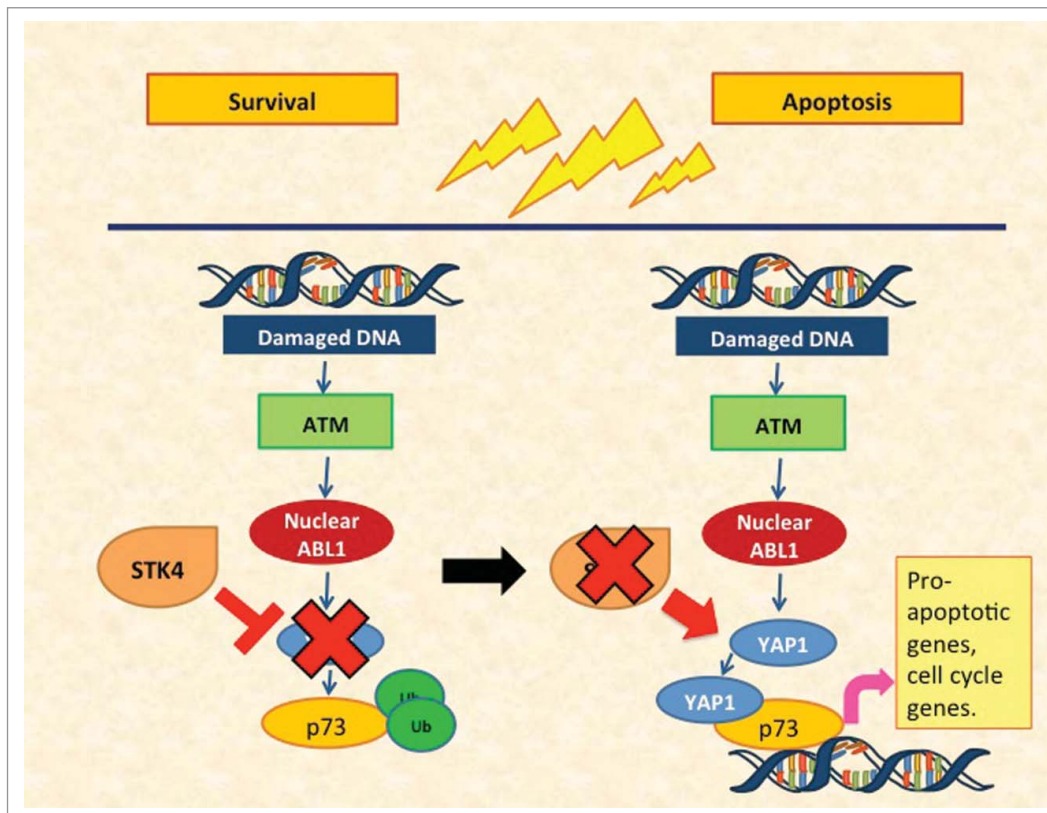 Survival
Apoptosis
Damaged DNA
ATM
Nuclear
ABL1
STK4
p73
Ub
Ub
Damaged DNA
ATM
Nuclear
ABL1
YAP1
YAP1
p73
Pro-
apoptotic
genes,
cell cycle
genes.